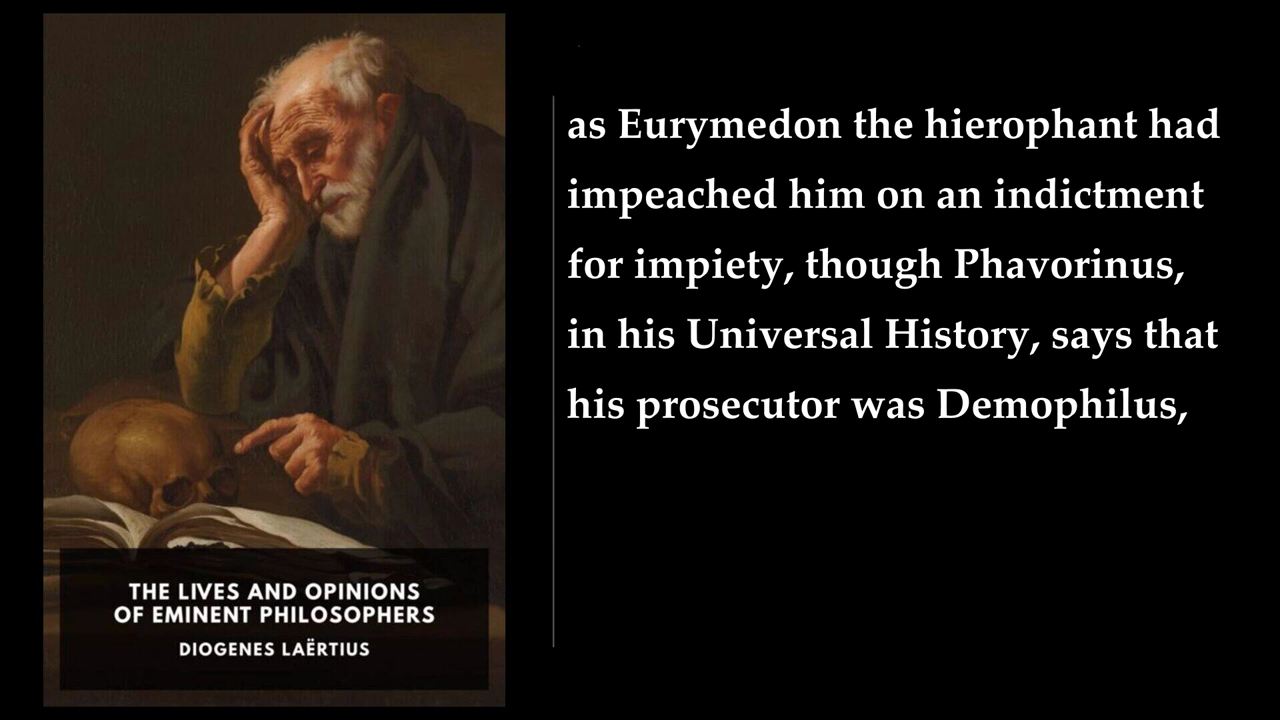 as Eurymedon the hierophant had
impeached him on an indictment
for impiety, though Phavorinus,
in his Universal History, says that
his prosecutor was Demophilus,
THE LIVES AND OPINIONS
OF EMINENT PHILOSOPHERS
DIOGENES LAËRTIUS